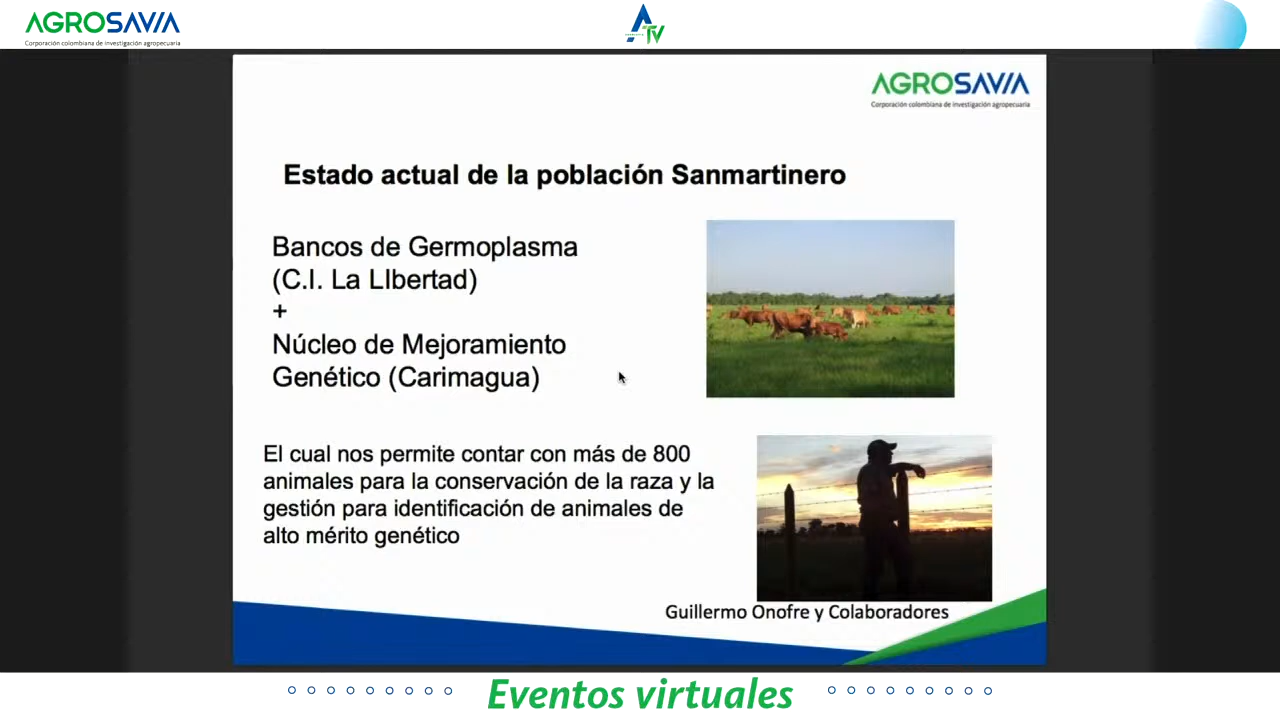 AGROSAVIA
Corporación colombiana de investigación agropecuaria
ATV
AGROSAVIA
Corporación colombiana de investigación agropecuaria
Estado actual de la población Sanmartinero
Bancos de Germoplasma
(C.I. La LIbertad)
+
Núcleo de Mejoramiento
Genético (Carimagua)
El cual nos permite contar con más de 800
animales para la conservación de la raza y la
gestión para identificación de animales de
alto mérito genético
Guillermo Onofre y Colaboradores
Eventos virtuales